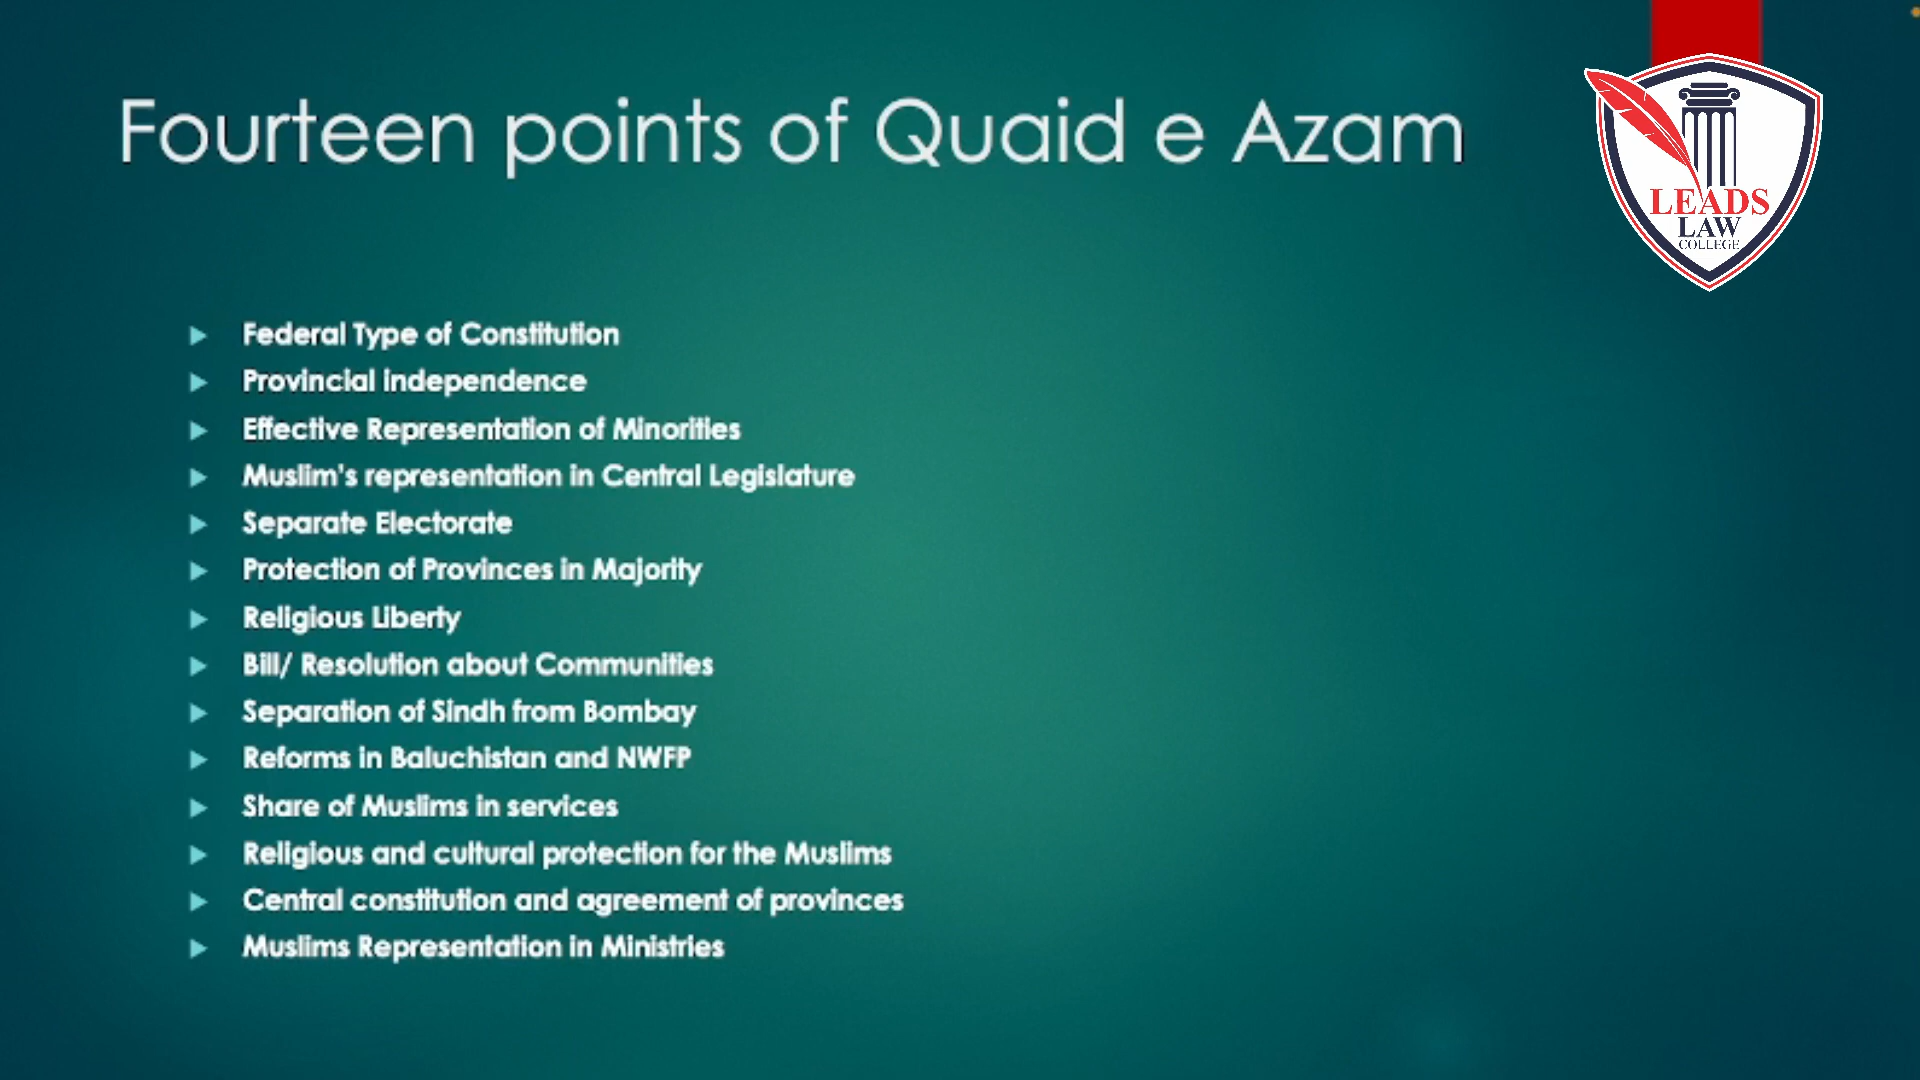 Fourteen points of Quaid e Azam
LEADS
LAW
COLLEGE
Federal Type of Constitution
Provincial independence
Effective Representation of Minorities
Muslim's representation in Central Legislature
Separate Electorate
Protection of Provinces in Majority
Religious Liberty
Bill/ Resolution about Communities
Separation of Sindh from Bombay
Reforms in Baluchistan and NWFP
Share of Muslims in services
Religious and cultural protection for the Muslims
Central constitution and agreement of provinces
Muslims Representation in Ministries